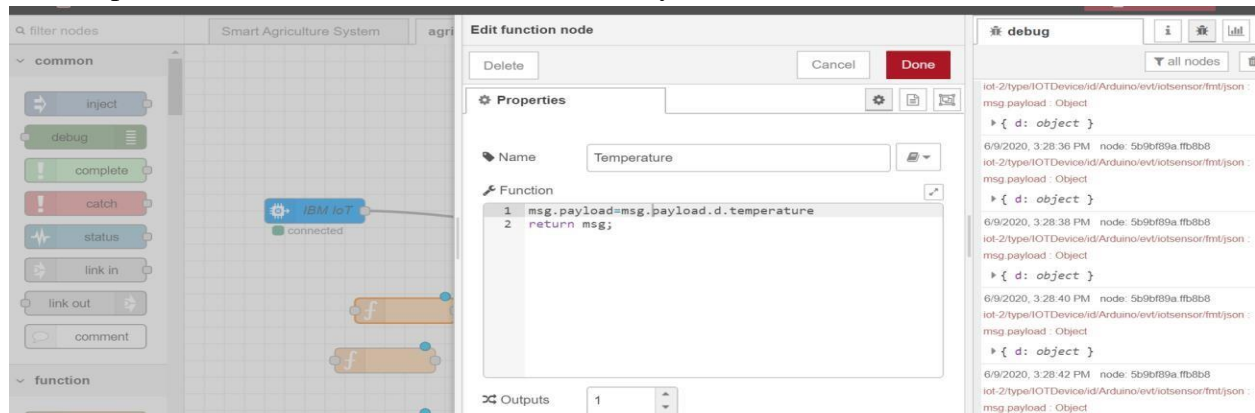 filter nodes
common
inject
debug
complete
catch
status
link in
link out
comment
function
Smart Agriculture System
agri
IBM IoT
connected
f
f
Edit function node
Delete
Cancel
Done
Properties
Name
Temperature
Function
1 msg.payload=msg.payload.d.temperature
2 return msg;
Outputs
1
debug
i
all nodes
iot-2/type/IOTDevice/id/Arduino/evt/iotsensor/fmt/json :
msg.payload : Object
{ d: object }
6/9/2020, 3:28:36 PM node: 5b9bf89a.ffb8b8
iot-2/type/IOTDevice/id/Arduino/evt/iotsensor/fmt/json :
msg.payload : Object
{ d: object }
6/9/2020, 3:28:38 PM node: 5b9bf89a.ffb8b8
iot-2/type/IOTDevice/id/Arduino/evt/iotsensor/fmt/json :
msg.payload : Object
{ d: object }
6/9/2020, 3:28:40 PM node: 5b9bf89a.ffb8b8
iot-2/type/IOTDevice/id/Arduino/evt/iotsensor/fmt/json :
msg.payload : Object
{ d: object }
6/9/2020, 3:28:42 PM node: 5b9bf89a.ffb8b8
iot-2/type/IOTDevice/id/Arduino/evt/iotsensor/fmt/json :
msg.payload : Object